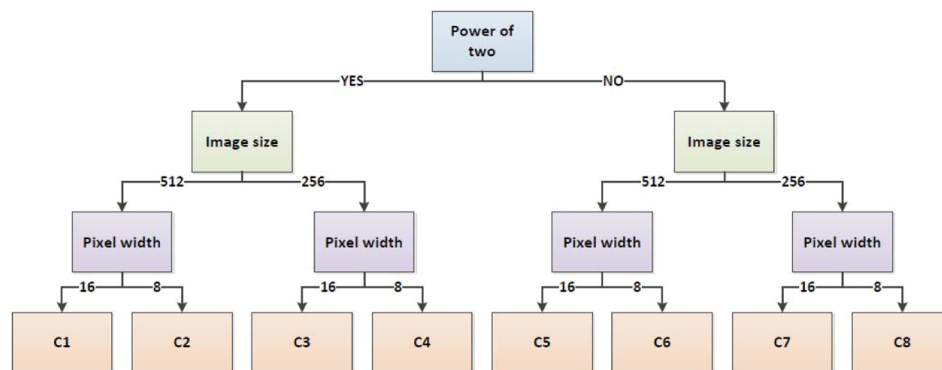 Power of
two
YES
NO
Image size
Image size
512
256
512
256
Pixel width
Pixel width
Pixel width
Pixel width
16
8
16
8
16
8
16
8
C1
C2
C3
C4
C5
C6
C7
C8